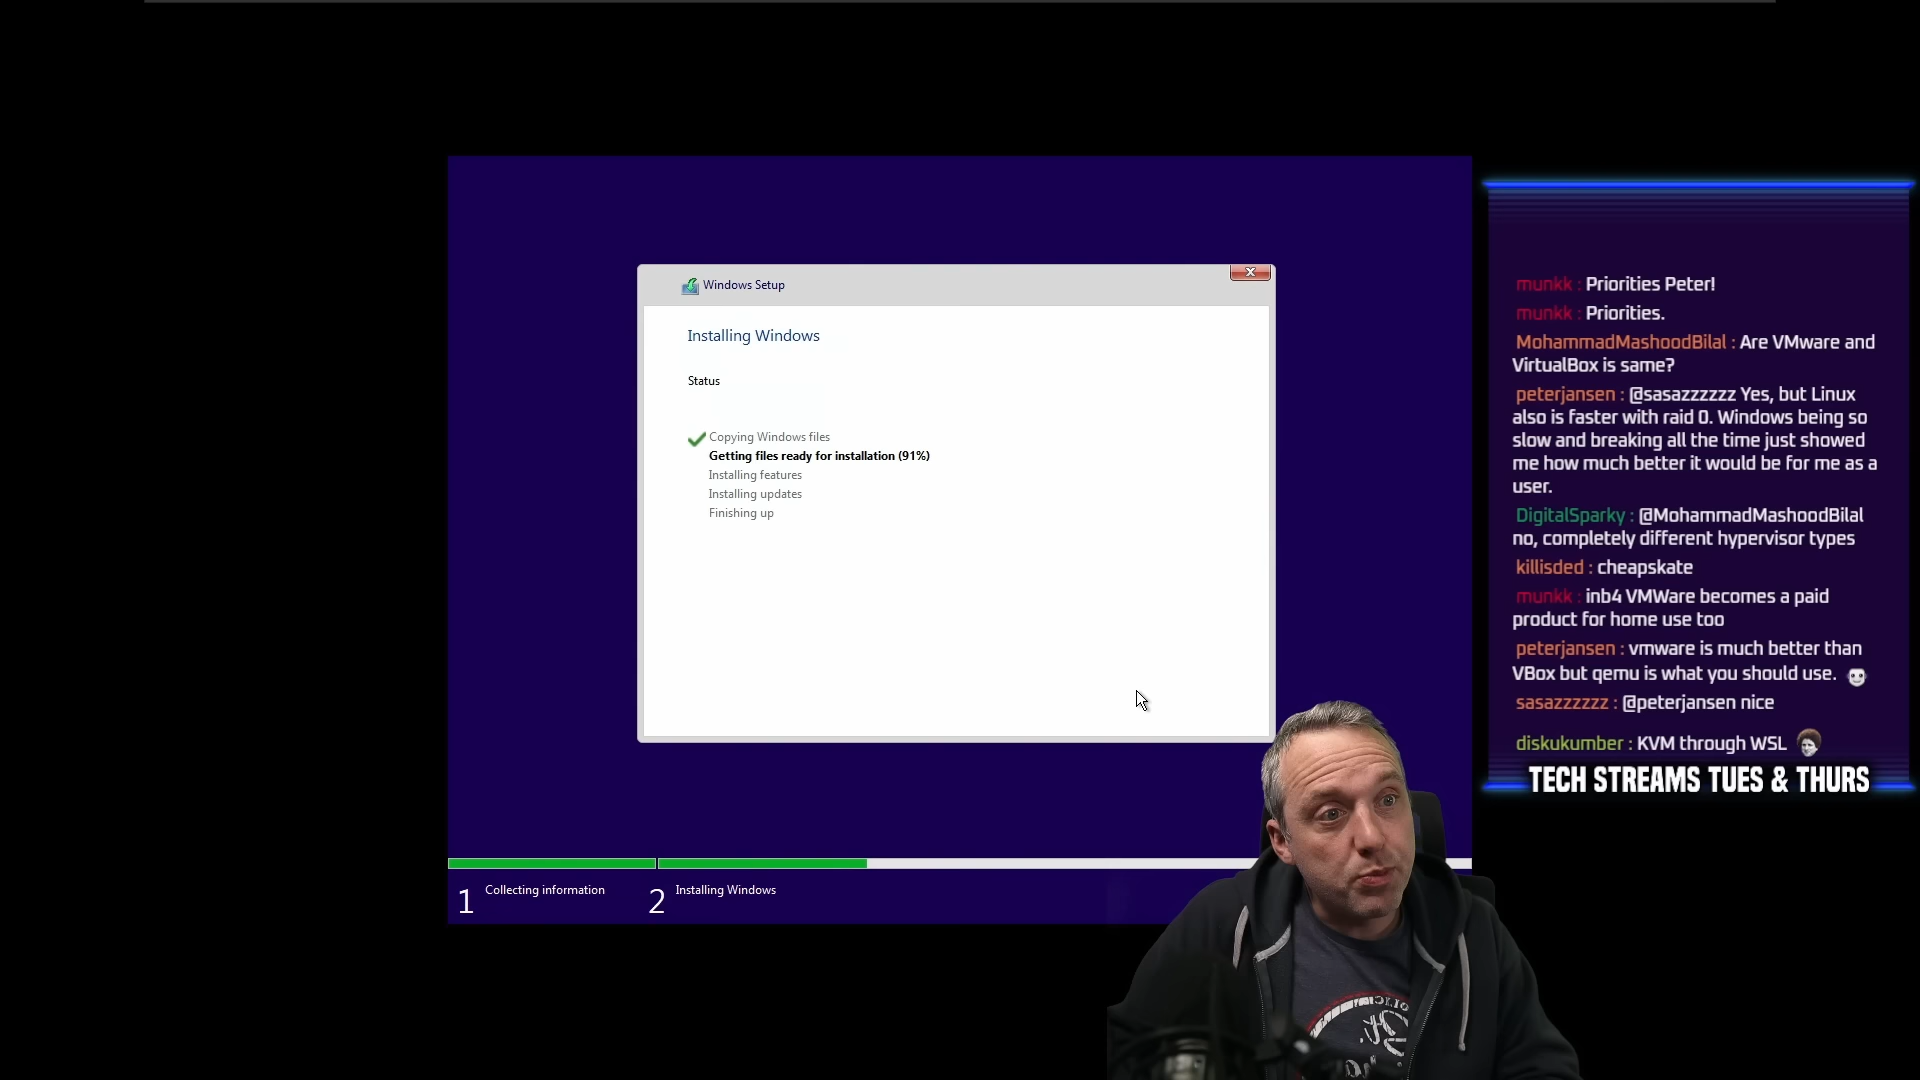 Windows Setup
Installing Windows
Status
Copying Windows files
Getting files ready for installation (91%)
Installing features
Installing updates
Finishing up
1 Collecting information
2 Installing Windows
munkk : Priorities Peter!
munkk : Priorities.
MohammadMashoodBilal : Are VMware and
VirtualBox is same?
peterjansen : @sasazzzzzz Yes, but Linux
also is faster with raid 0. Windows being so
slow and breaking all the time just showed
me how much better it would be for me as a
user.
DigitalSparky : @MohammadMashoodBilal
no, completely different hypervisor types
killisded : cheapskate
munkk : inb4 VMWare becomes a paid
product for home use too
peterjansen : vmware is much better than
VBox but qemu is what you should use.
sasazzzzzz : @peterjansen nice
diskukumber : KVM through WSL
TECH STREAMS TUES & THURS